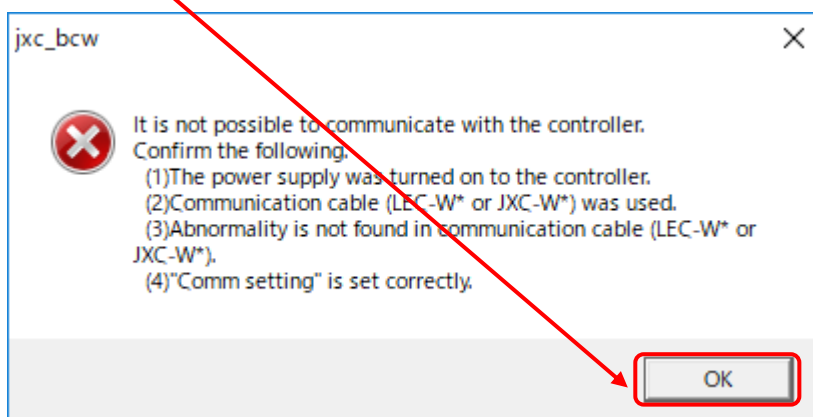 jxc_bcw
It is not possible to communicate with the controller.
Confirm the following.
(1)The power supply was turned on to the controller.
(2)Communication cable (LEC-W* or JXC-W*) was used.
(3)Abnormality is not found in communication cable (LEC-W* or
JXC-W*).
(4)"Comm setting" is set correctly.
OK